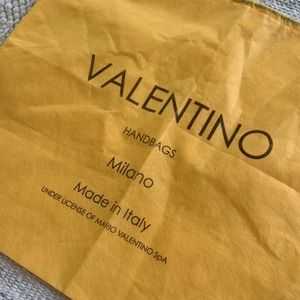 VALENTINO
HANDBAGS
Milano
Made in Italy
UNDER LICENSE OF MARIO VALENTINO SpA